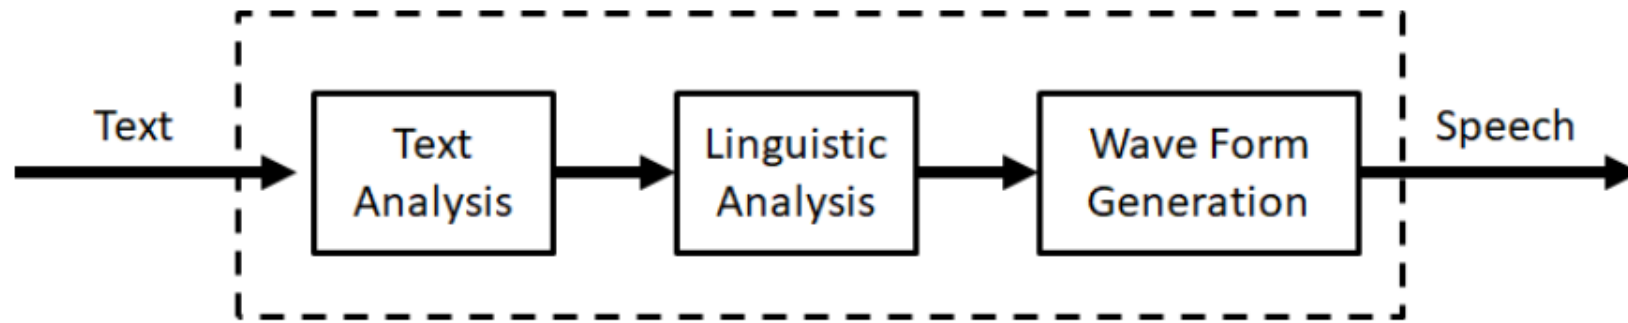 Text
Text
Analysis
Linguistic
Analysis
Wave Form
Generation
Speech